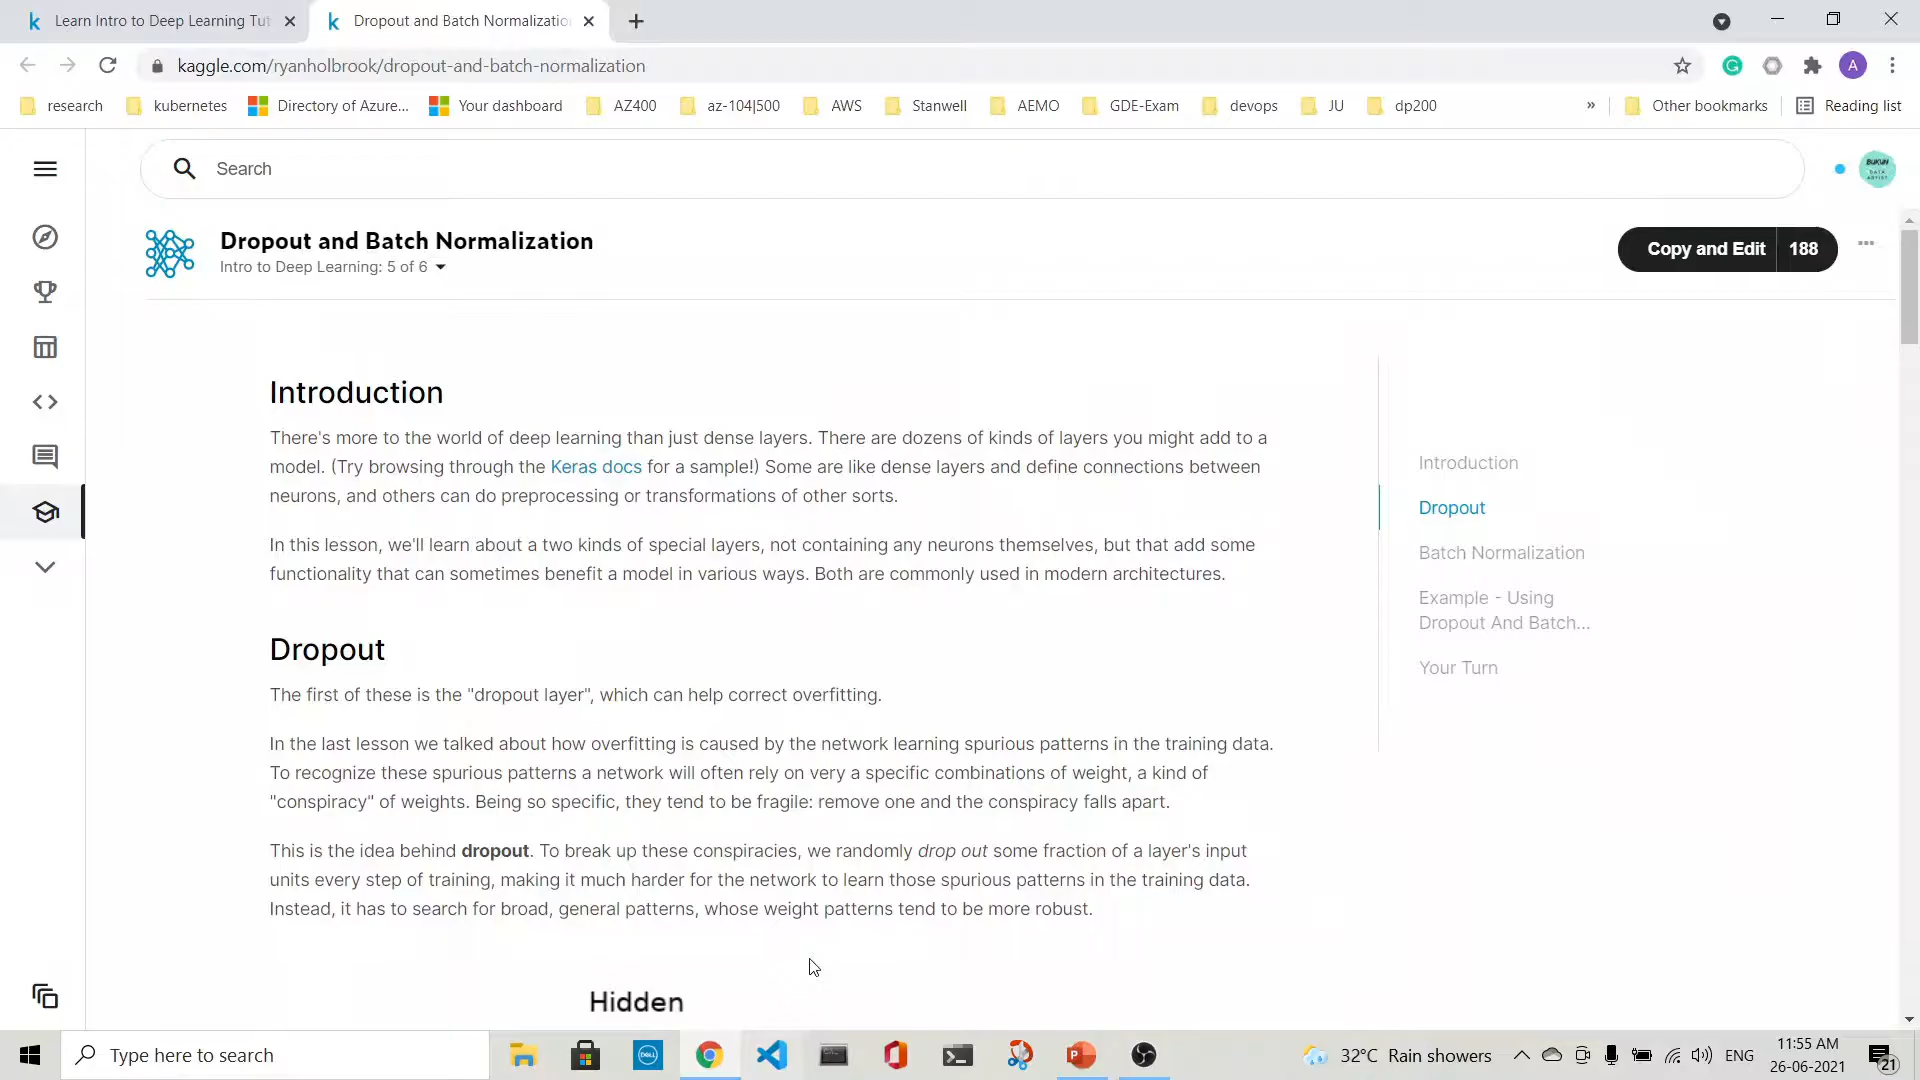 Learn Intro to Deep Learning Tut
Dropout and Batch Normalizatio
kaggle.com/ryanholbrook/dropout-and-batch-normalization
A
research
kubernetes
Directory of Azure...
Your dashboard
AZ400
az-104|500
AWS
Stanwell
AEMO
GDE-Exam
devops
JU
dp200
»
Other bookmarks
Reading list
Search
BUKUN
DATA
ARTIST
Dropout and Batch Normalization
Intro to Deep Learning: 5 of 6
Copy and Edit 188
Introduction
There's more to the world of deep learning than just dense layers. There are dozens of kinds of layers you might add to a
model. (Try browsing through the Keras docs for a sample!) Some are like dense layers and define connections between
neurons, and others can do preprocessing or transformations of other sorts.
In this lesson, we'll learn about a two kinds of special layers, not containing any neurons themselves, but that add some
functionality that can sometimes benefit a model in various ways. Both are commonly used in modern architectures.
Dropout
The first of these is the "dropout layer", which can help correct overfitting.
In the last lesson we talked about how overfitting is caused by the network learning spurious patterns in the training data.
To recognize these spurious patterns a network will often rely on very a specific combinations of weight, a kind of
"conspiracy" of weights. Being so specific, they tend to be fragile: remove one and the conspiracy falls apart.
This is the idea behind dropout. To break up these conspiracies, we randomly drop out some fraction of a layer's input
units every step of training, making it much harder for the network to learn those spurious patterns in the training data.
Instead, it has to search for broad, general patterns, whose weight patterns tend to be more robust.
Hidden
Introduction
Dropout
Batch Normalization
Example - Using
Dropout And Batch...
Your Turn
Type here to search
DELL
32°C Rain showers
ENG
11:55 AM
26-06-2021
21